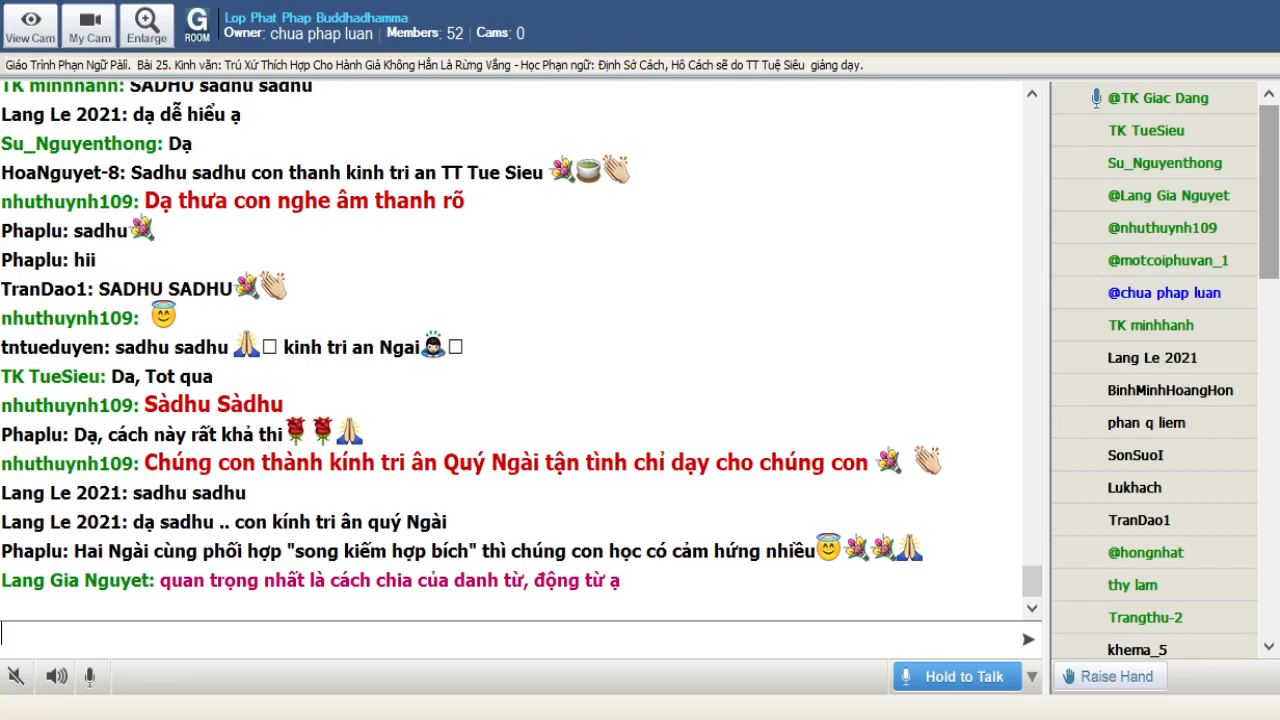 View Cam
My Cam
Enlarge
G
ROOM
Lop Phat Phap Buddhadhamma
Owner: chua phap luan Members: 52 Cams: 0
Giáo Trình Phạn Ngữ Pàli. Bài 25. Kinh văn: Trú Xứ Thích Hợp Cho Hành Giả Không Hẳn Là Rừng Vắng - Học Phạn ngữ: Định Sở Cách, Hô Cách sẽ do TT Tuệ Siêu giảng dạy.
TK minhhanh: SADHU sadhu sadhu
Lang Le 2021: dạ dễ hiểu ạ
Su_Nguyenthong: Dạ
HoaNguyet-8: Sadhu sadhu con thanh kinh tri an TT Tue Sieu
nhuthuynh109: Dạ thưa con nghe âm thanh rõ
Phaplu: sadhu
Phaplu: hii
TranDao1: SADHU SADHU
nhuthuynh109:
tntueduyen: sadhu sadhu kinh tri an Ngai
TK TueSieu: Da, Tot qua
nhuthuynh109: Sàdhu Sàdhu
Phaplu: Dạ, cách này rất khả thi
nhuthuynh109: Chúng con thành kính tri ân Quý Ngài tận tình chỉ dạy cho chúng con
Lang Le 2021: sadhu sadhu
Lang Le 2021: dạ sadhu .. con kính tri ân quý Ngài
Phaplu: Hai Ngài cùng phối hợp "song kiếm hợp bích" thì chúng con học có cảm hứng nhiều
Lang Gia Nguyet: quan trọng nhất là cách chia của danh từ, động từ ạ
@TK Giac Dang
TK TueSieu
Su_Nguyenthong
@Lang Gia Nguyet
@nhuthuynh109
@motcoiphuvan_1
@chua phap luan
TK minhhanh
Lang Le 2021
BinhMinhHoangHon
phan q liem
SonSuoI
Lukhach
TranDao1
@hongnhat
thy lam
Trangthu-2
khema_5
Hold to Talk
Raise Hand